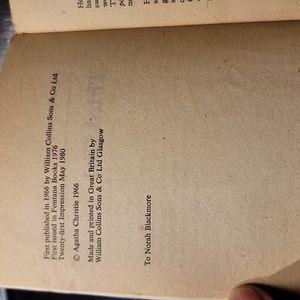 First published in 1966 by William Collins Sons & Co Ltd
First issued in Fontana Books 1976
Twenty-first Impression May 1980
© Agatha Christie 1966
Made and printed in Great Britain by
William Collins Sons & Co Ltd Glasgow
To Norah Blackmore